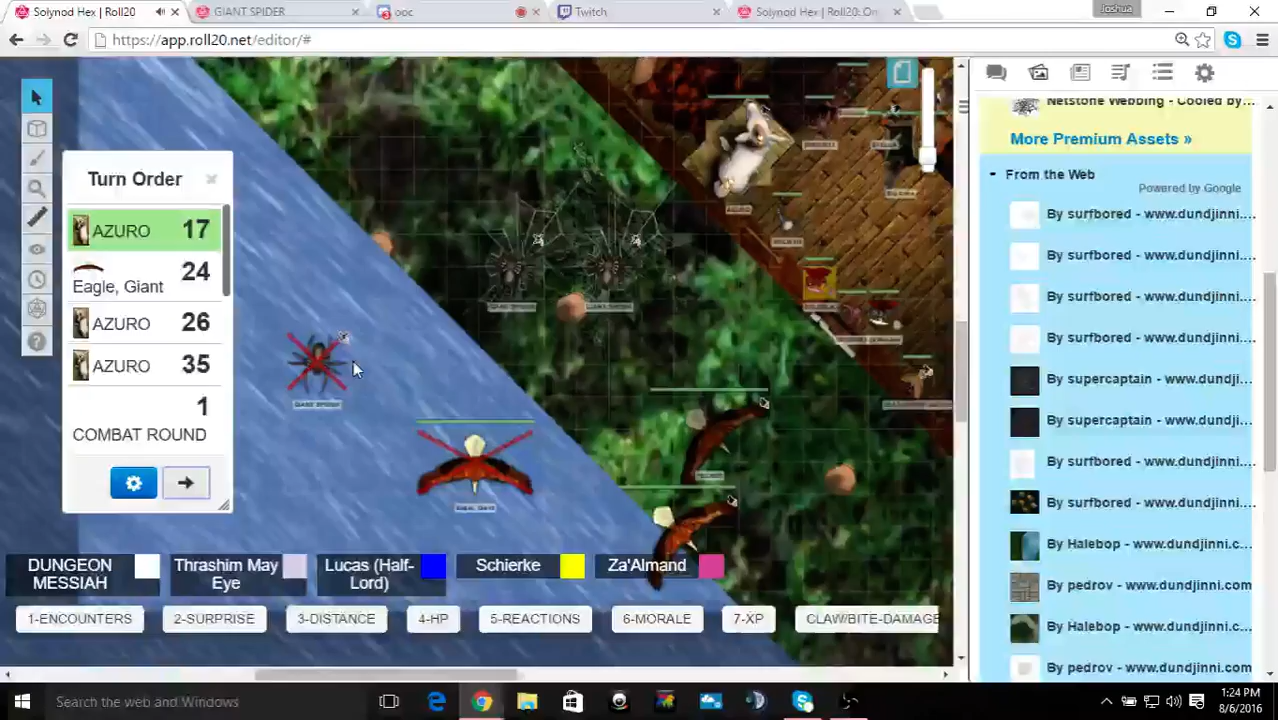 Solynod Hex | Roll20
GIANT SPIDER
ooc
Twitch
Solynod Hex | Roll20: On
Joshua
https://app.roll20.net/editor/#
Turn Order
AZURO 17
Eagle, Giant 24
AZURO 26
AZURO 35
1
COMBAT ROUND
GIANT SPIDER
EAGLE, GIANT
AZURO
Netstone Webbing - Cooled by...
More Premium Assets »
From the Web
Powered by Google
By surfbored - www.dundjinni....
By surfbored - www.dundjinni....
By surfbored - www.dundjinni....
By surfbored - www.dundjinni....
By supercaptain - www.dundji...
By supercaptain - www.dundji...
By surfbored - www.dundjinni....
By surfbored - www.dundjinni....
By Halebop - www.dundjinni.c...
By pedrov - www.dundjinni.com
By Halebop - www.dundjinni.c...
By pedrov - www.dundjinni.com
DUNGEON MESSIAH
Thrashim May Eye
Lucas (Half-Lord)
Schierke
Za'Almand
1-ENCOUNTERS
2-SURPRISE
3-DISTANCE
4-HP
5-REACTIONS
6-MORALE
7-XP
CLAW/BITE-DAMAGE
Search the web and Windows
1:24 PM
8/6/2016